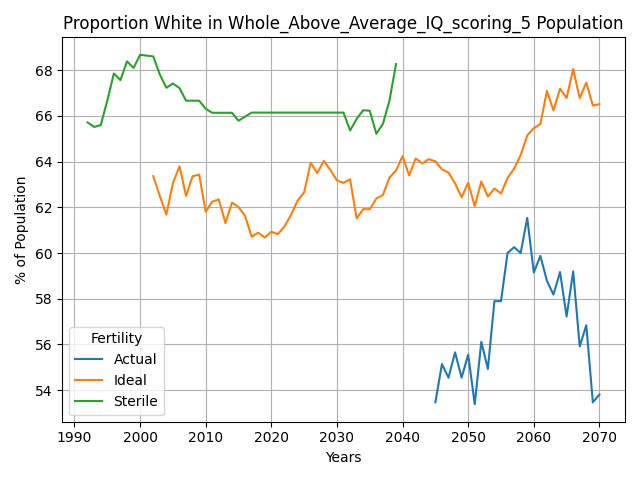 Proportion White in Whole_Above_Average_IQ_scoring_5 Population
% of Population
68
66
64
62
60
58
56
54
Fertility
Actual
Ideal
Sterile
1990 2000 2010 2020 2030 2040 2050 2060 2070
Years